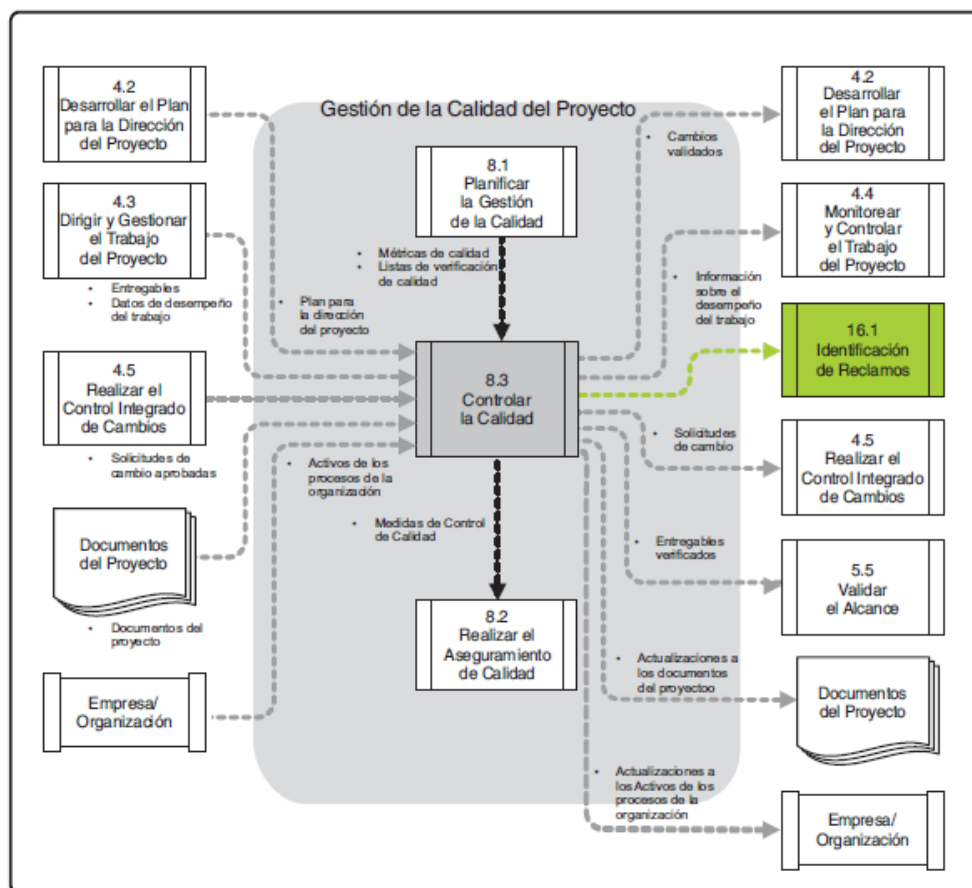 Gestión de la Calidad del Proyecto
4.2
Desarrollar el Plan
para la Dirección
del Proyecto
4.3
Dirigir y Gestionar
el Trabajo
del Proyecto
• Entregables
• Datos de desempeño
del trabajo
4.5
Realizar el
Control Integrado
de Cambios
• Solicitudes de
cambio aprobadas
Documentos
del Proyecto
• Documentos del
proyecto
Empresa/
Organización
8.1
Planificar
la Gestión
de la Calidad
• Métricas de calidad
• Listas de verificación
de calidad
• Plan para
la dirección
del proyecto
8.3
Controlar
la Calidad
• Activos de los
procesos de la
organización
• Medidas de Control
de Calidad
8.2
Realizar el
Aseguramiento
de Calidad
• Cambios
validados
• Información
sobre el
desempeño
del trabajo
• Solicitudes
de cambio
• Entregables
verificados
• Actualizaciones a
los documentos
del proyectoo
• Actualizaciones a
los Activos de los
procesos de la
organización
4.2
Desarrollar
el Plan para
la Dirección
del Proyecto
4.4
Monitorear
y Controlar
el Trabajo
del Proyecto
16.1
Identificación
de Reclamos
4.5
Realizar el
Control Integrado
de Cambios
5.5
Validar
el Alcance
Documentos
del Proyecto
Empresa/
Organización